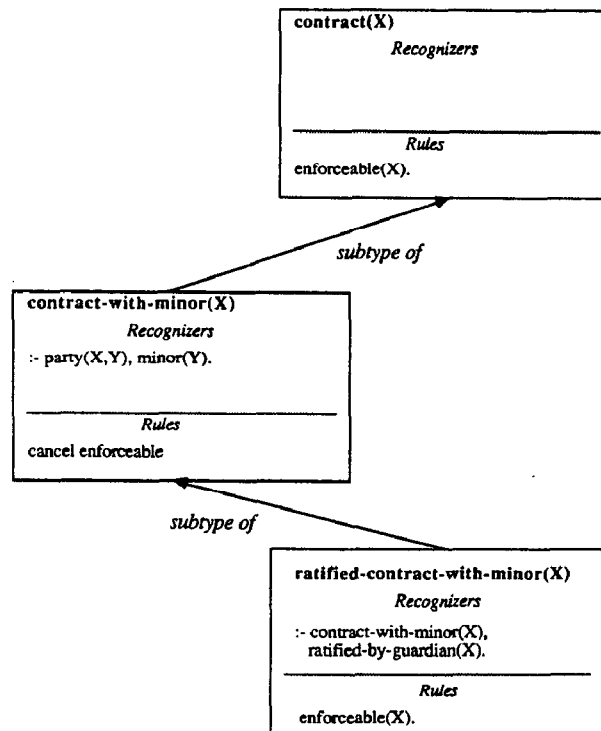 contract(X)
Recognizers
Rules
enforceable(X).
subtype of
contract-with-minor(X)
Recognizers
:- party(X,Y), minor(Y).
Rules
cancel enforceable
subtype of
ratified-contract-with-minor(X)
Recognizers
:- contract-with-minor(X),
ratified-by-guardian(X).
Rules
enforceable(X).